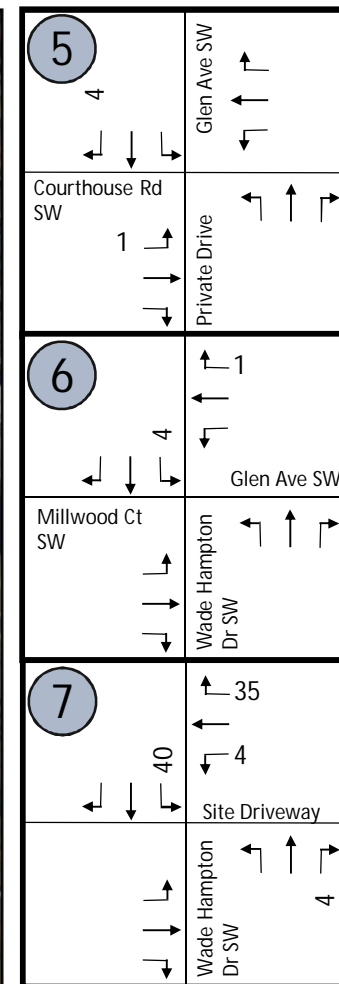 5
4
Glen Ave SW
Courthouse Rd
SW
1
Private Drive
6
4
1
Glen Ave SW
Millwood Ct
SW
Wade Hampton
Dr SW
7
40
35
4
Site Driveway
Wade Hampton
Dr SW
4